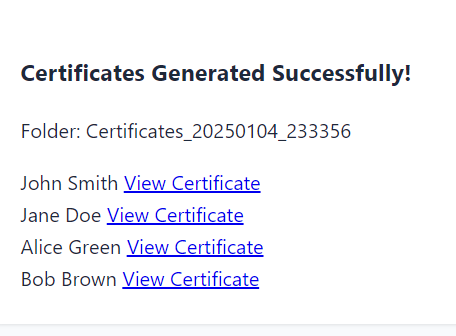 Certificates Generated Successfully!
Folder: Certificates_20250104_233356
John Smith View Certificate
Jane Doe View Certificate
Alice Green View Certificate
Bob Brown View Certificate